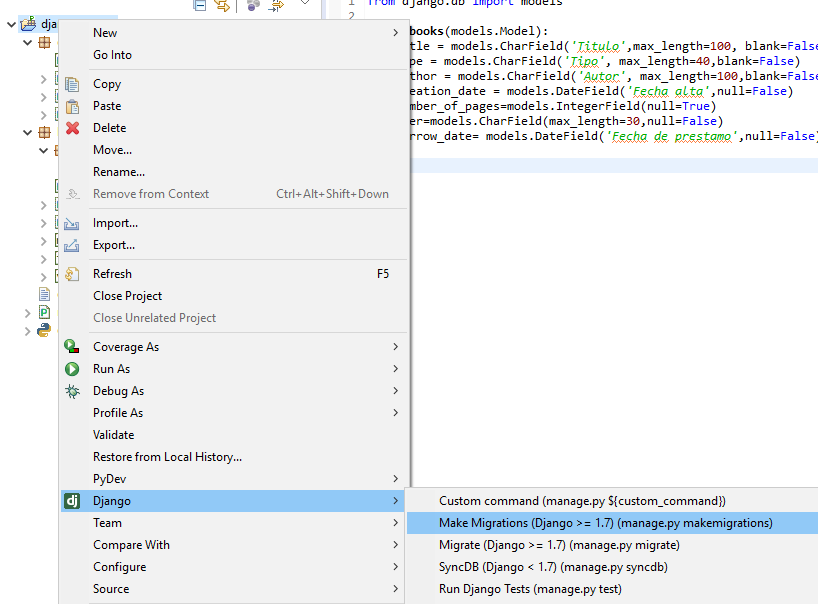 dja
1 from django.db import models
2
books(models.Model):
tle = models.CharField('Titulo',max_length=100, blank=False
pe = models.CharField('Tipo', max_length=40,blank=False)
thor = models.CharField('Autor', max_length=100,blank=False
eation_date = models.DateField('Fecha alta',null=False)
mber_of_pages=models.IntegerField(null=True)
er=models.CharField(max_length=30,null=False)
rrow_date= models.DateField('Fecha de prestamo',null=False)
New
Go Into
Copy
Paste
Delete
Move...
Rename...
Remove from Context Ctrl+Alt+Shift+Down
Import...
Export...
Refresh F5
Close Project
Close Unrelated Project
Coverage As
Run As
Debug As
Profile As
Validate
Restore from Local History...
PyDev
dj Django
Team
Compare With
Configure
Source
Custom command (manage.py ${custom_command})
Make Migrations (Django >= 1.7) (manage.py makemigrations)
Migrate (Django >= 1.7) (manage.py migrate)
SyncDB (Django < 1.7) (manage.py syncdb)
Run Django Tests (manage.py test)